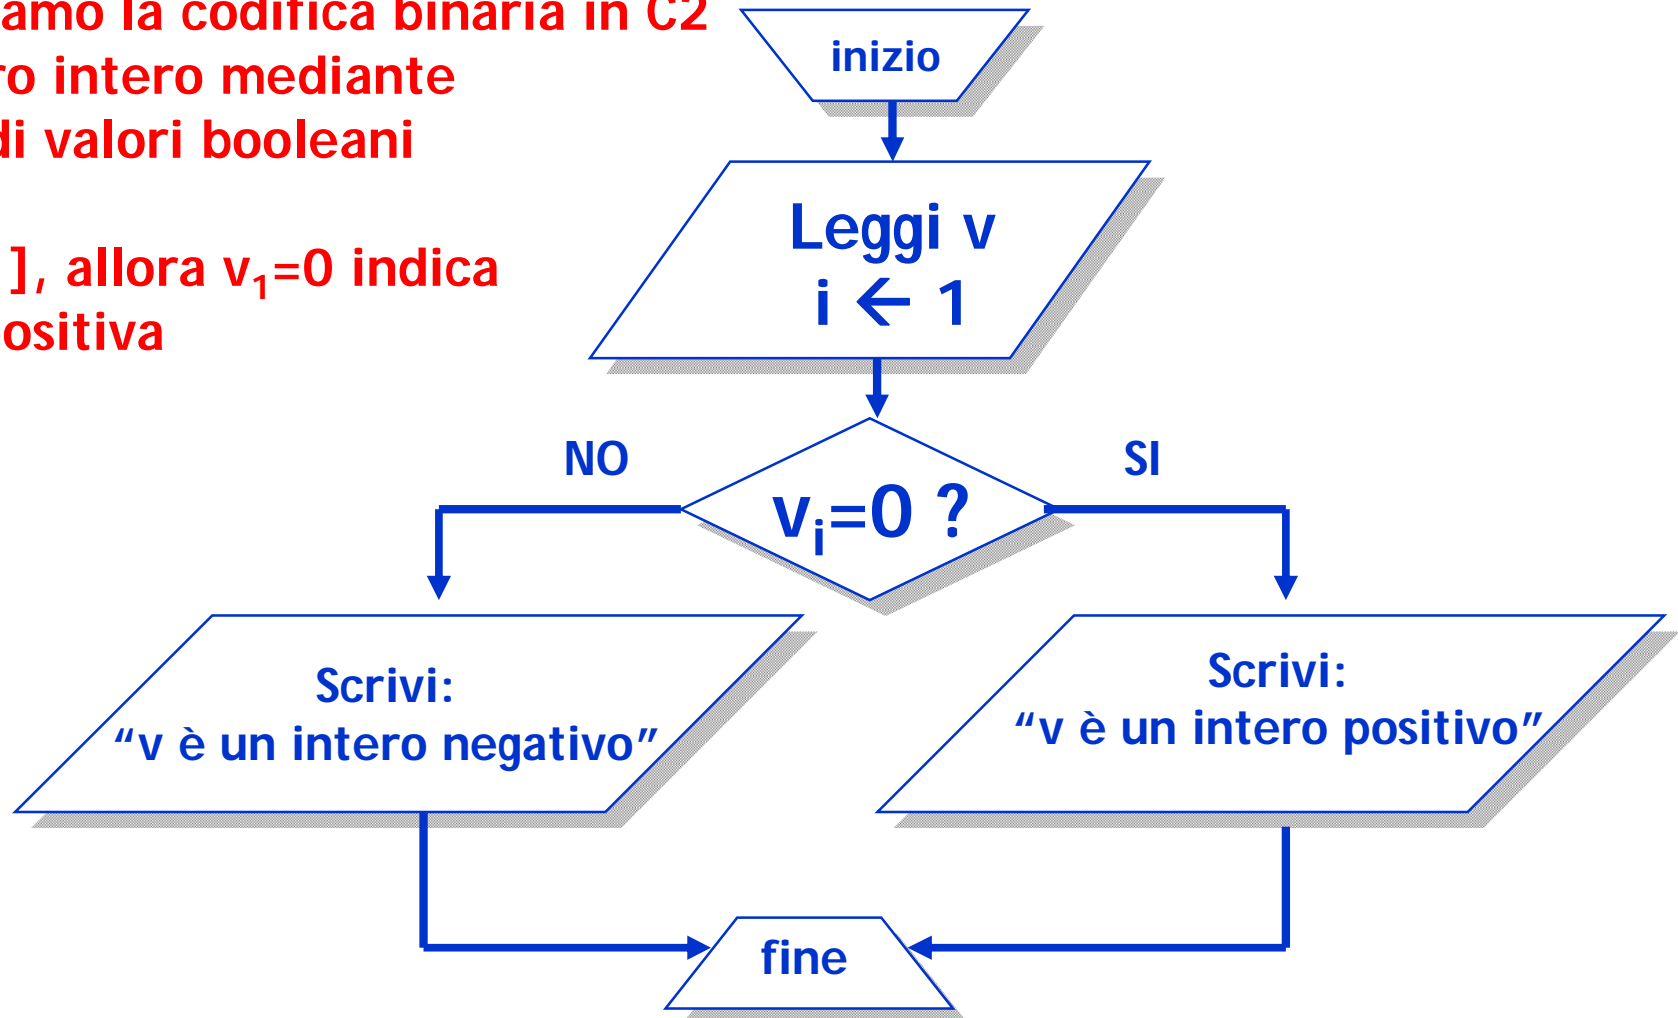 amo la codifica binaria in C2
ro intero mediante
di valori booleani
], allora v₁=0 indica
ositiva
inizio
Leggi v
i ← 1
NO
SI
vᵢ=0 ?
Scrivi:
“v è un intero negativo”
Scrivi:
“v è un intero positivo”
fine